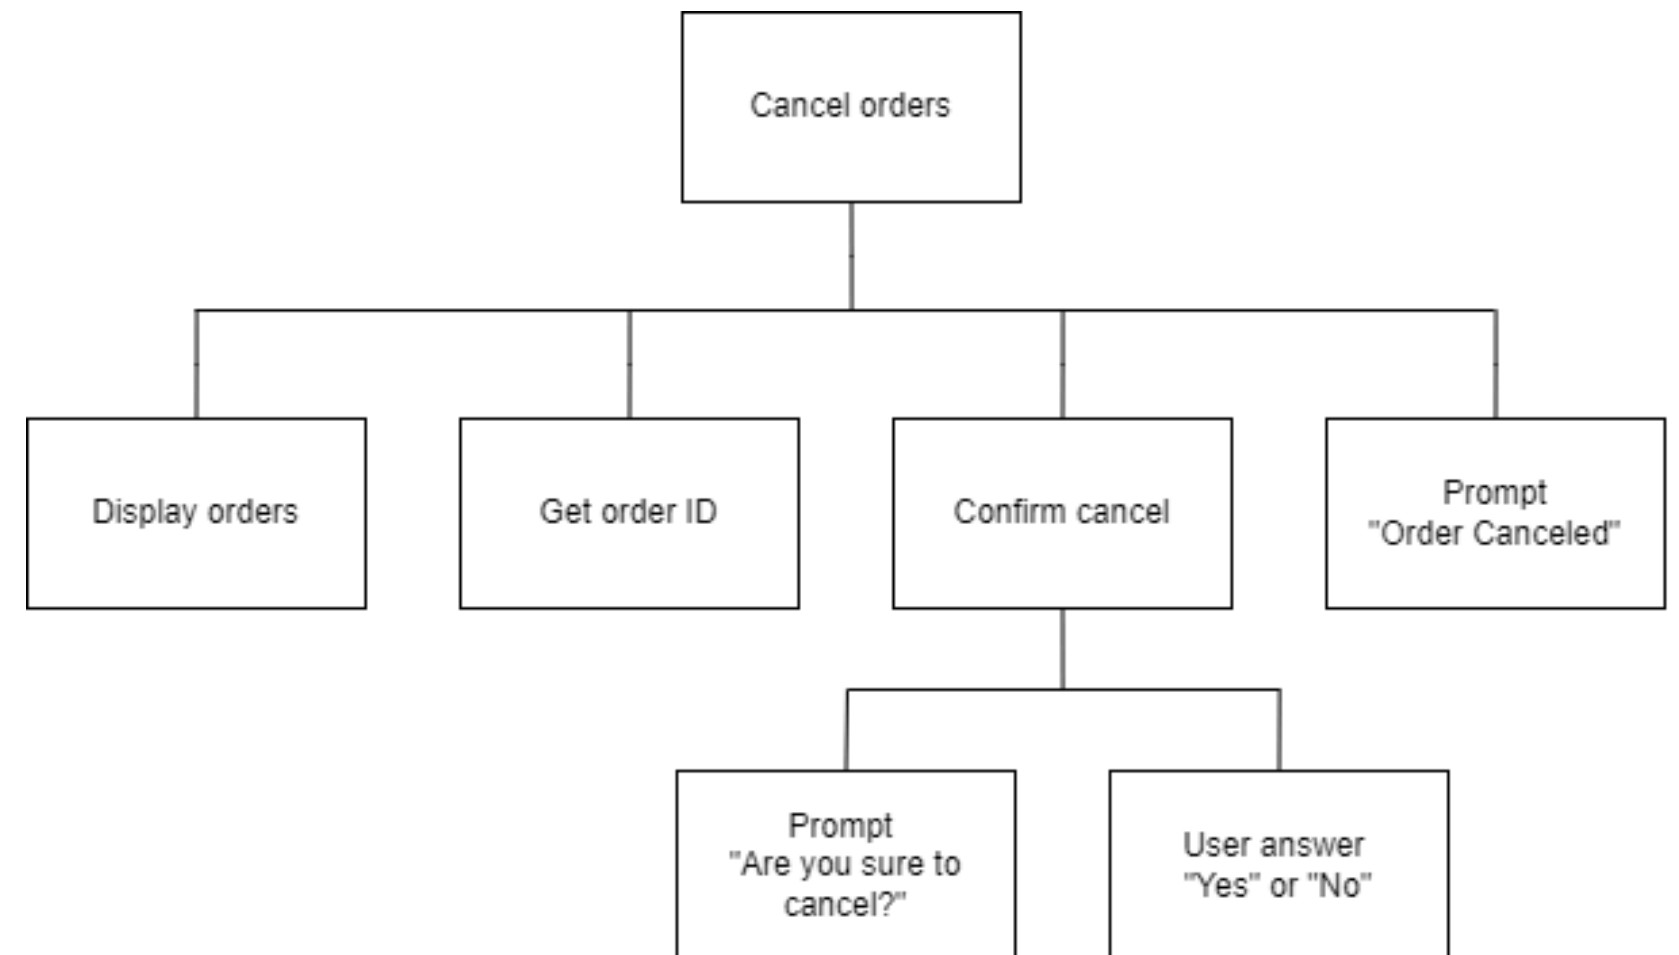 Cancel orders
Display orders
Get order ID
Confirm cancel
Prompt
"Order Canceled"
Prompt
"Are you sure to
cancel?"
User answer
"Yes" or "No"